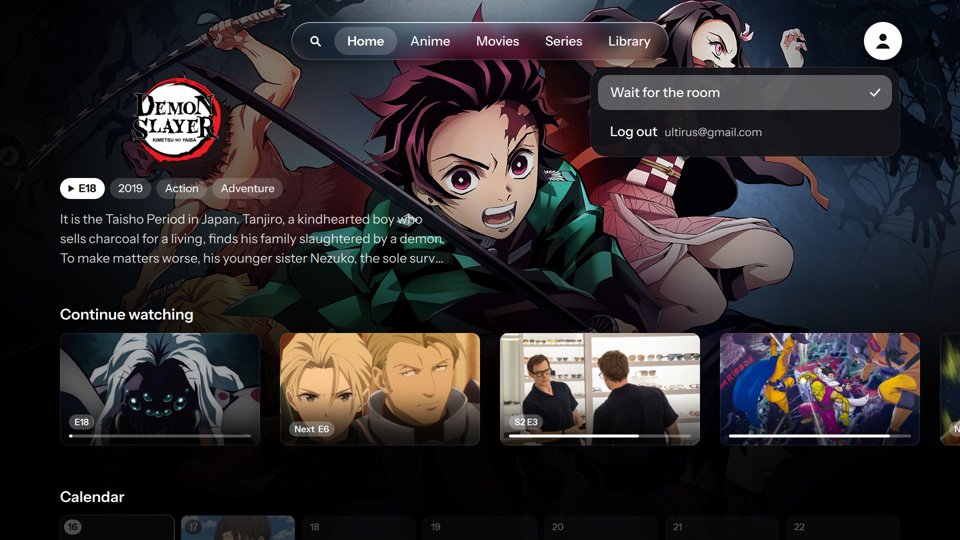 Home
Anime
Movies
Series
Library
Wait for the room
Log out ultirus@gmail.com
DEMON
SLAYER
KIMETSU NO YAIBA
E18
2019
Action
Adventure
It is the Taisho Period in Japan. Tanjiro, a kindhearted boy who
sells charcoal for a living, finds his family slaughtered by a demon.
To make matters worse, his younger sister Nezuko, the sole surv...
Continue watching
E18
Next E6
S2 E3
N
Calendar
16
17
18
19
20
21
22